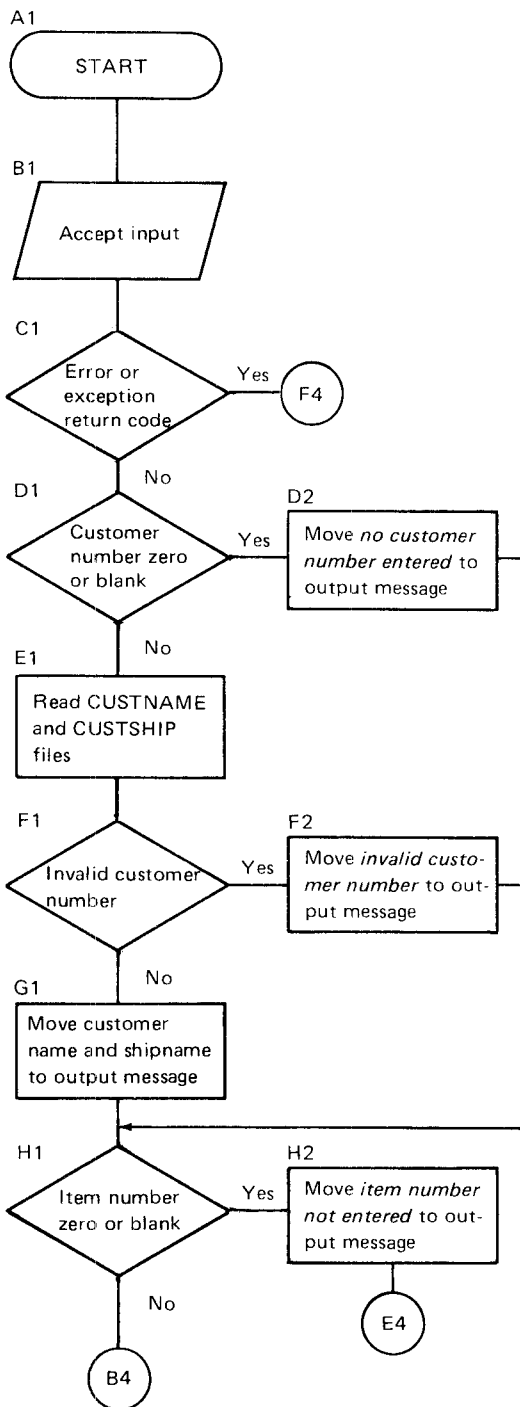 A1
START
B1
Accept input
C1
Error or
exception
return code
Yes
F4
No
D1
Customer
number zero
or blank
Yes
D2
Move no customer
number entered to
output message
No
E1
Read CUSTNAME
and CUSTSHIP
files
F1
Invalid customer
number
Yes
F2
Move invalid custo-
mer number to out-
put message
No
G1
Move customer
name and shipname
to output message
H1
Item number
zero or blank
Yes
H2
Move item number
not entered to out-
put message
E4
No
B4